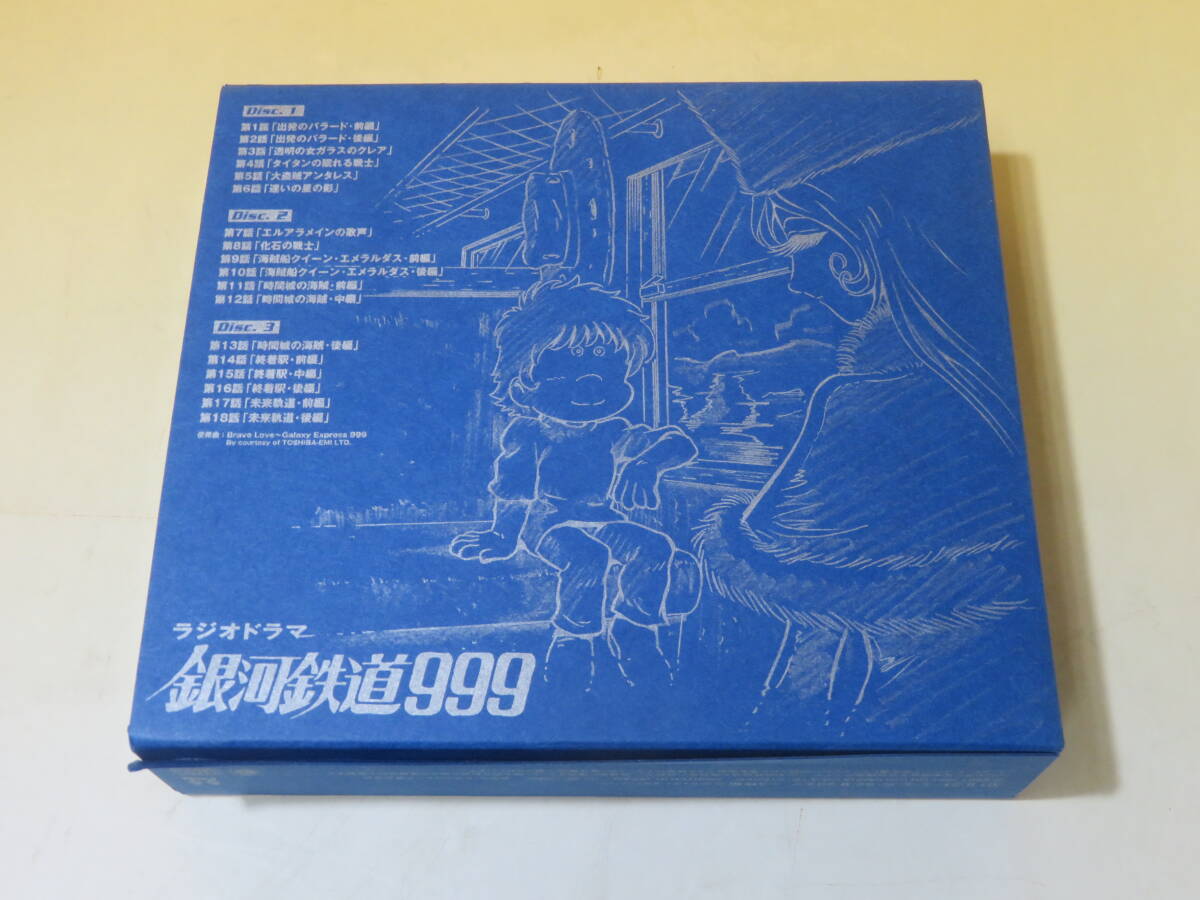 Disc. 1
第1話「出発のバラード・前編」
第2話「出発のバラード・後編」
第3話「透明の女ガラスのクレア」
第4話「タイタンの眠れる戦士」
第5話「大盗賊アンタレス」
第6話「迷いの星の影」
Disc. 2
第7話「エルアラメインの歌声」
第8話「化石の戦士」
第9話「海賊船クイーン・エメラルダス・前編」
第10話「海賊船クイーン・エメラルダス・後編」
第11話「時間城の海賊・前編」
第12話「時間城の海賊・中編」
Disc. 3
第13話「時間城の海賊・後編」
第14話「終着駅・前編」
第15話「終着駅・中編」
第16話「終着駅・後編」
第17話「未来軌道・前編」
第18話「未来軌道・後編」
使用曲：Brave Love～Galaxy Express 999
By courtesy of TOSHIBA-EMI LTD.
ラジオドラマ
銀河鉄道999